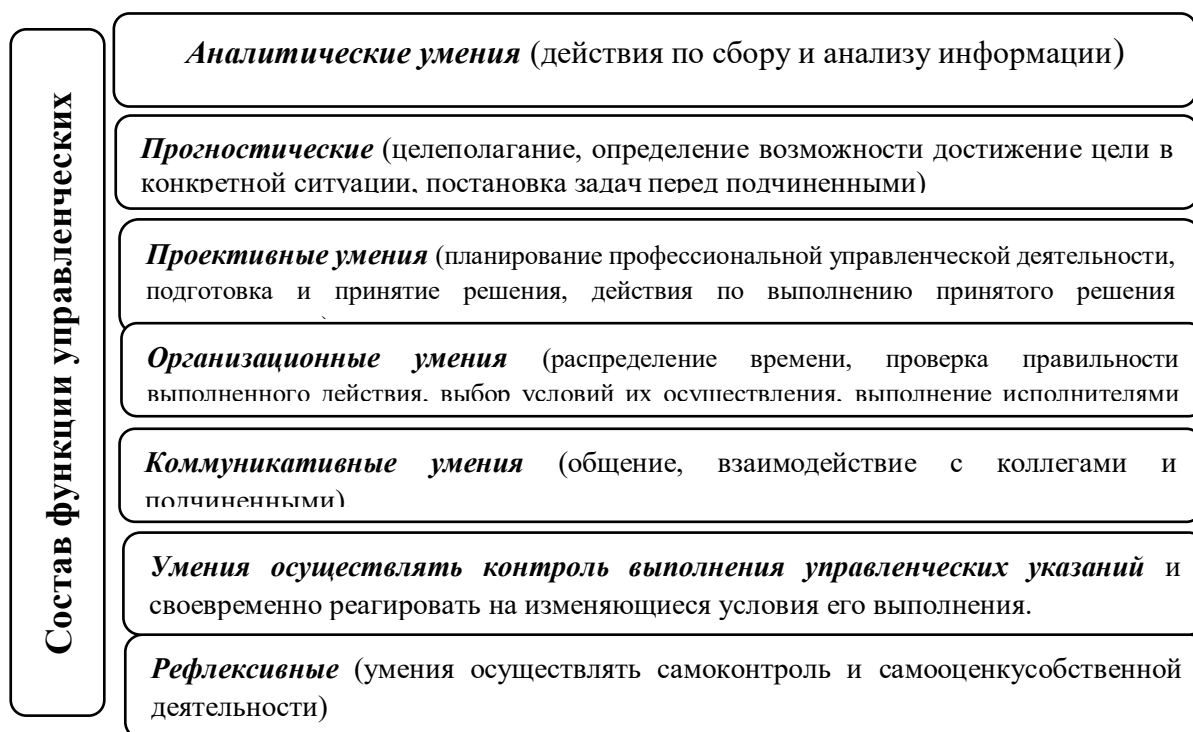 Состав функции управленческих
Аналитические умения (действия по сбору и анализу информации)
Прогностические (целеполагание, определение возможности достижение цели в
конкретной ситуации, постановка задач перед подчиненными)
Проективные умения (планирование профессиональной управленческой деятельности,
подготовка и принятие решения, действия по выполнению принятого решения
Организационные умения (распределение времени, проверка правильности
выполненного действия, выбор условий их осуществления, выполнение исполнителями
Коммуникативные умения (общение, взаимодействие с коллегами и
подчиненными)
Умения осуществлять контроль выполнения управленческих указаний и
своевременно реагировать на изменяющиеся условия его выполнения.
Рефлексивные (умения осуществлять самоконтроль и самооценкусобственной
деятельности)